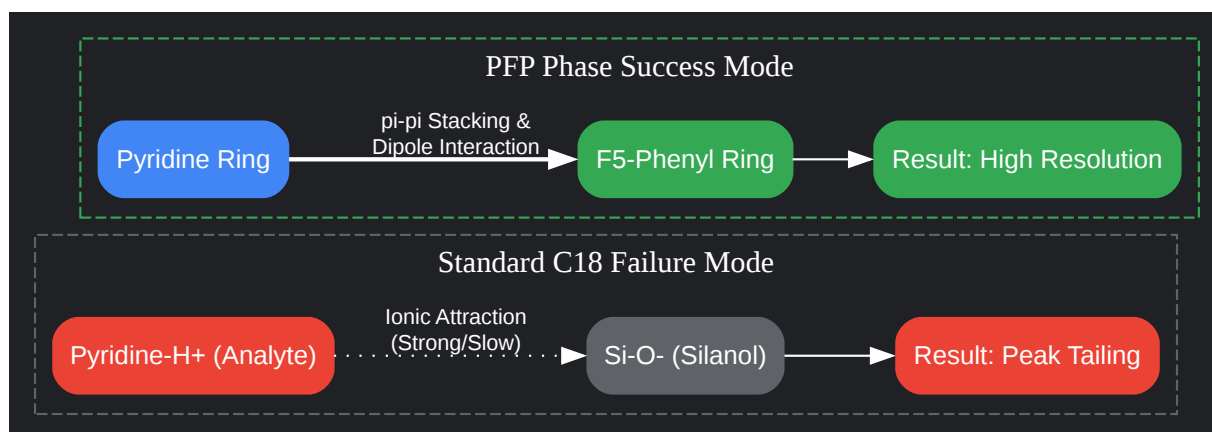 PFP Phase Success Mode
Pyridine Ring
pi-pi Stacking &
Dipole Interaction
F5-Phenyl Ring
Result: High Resolution
Standard C18 Failure Mode
Pyridine-H+ (Analyte)
Ionic Attraction
(Strong/Slow)
Si-O- (Silanol)
Result: Peak Tailing